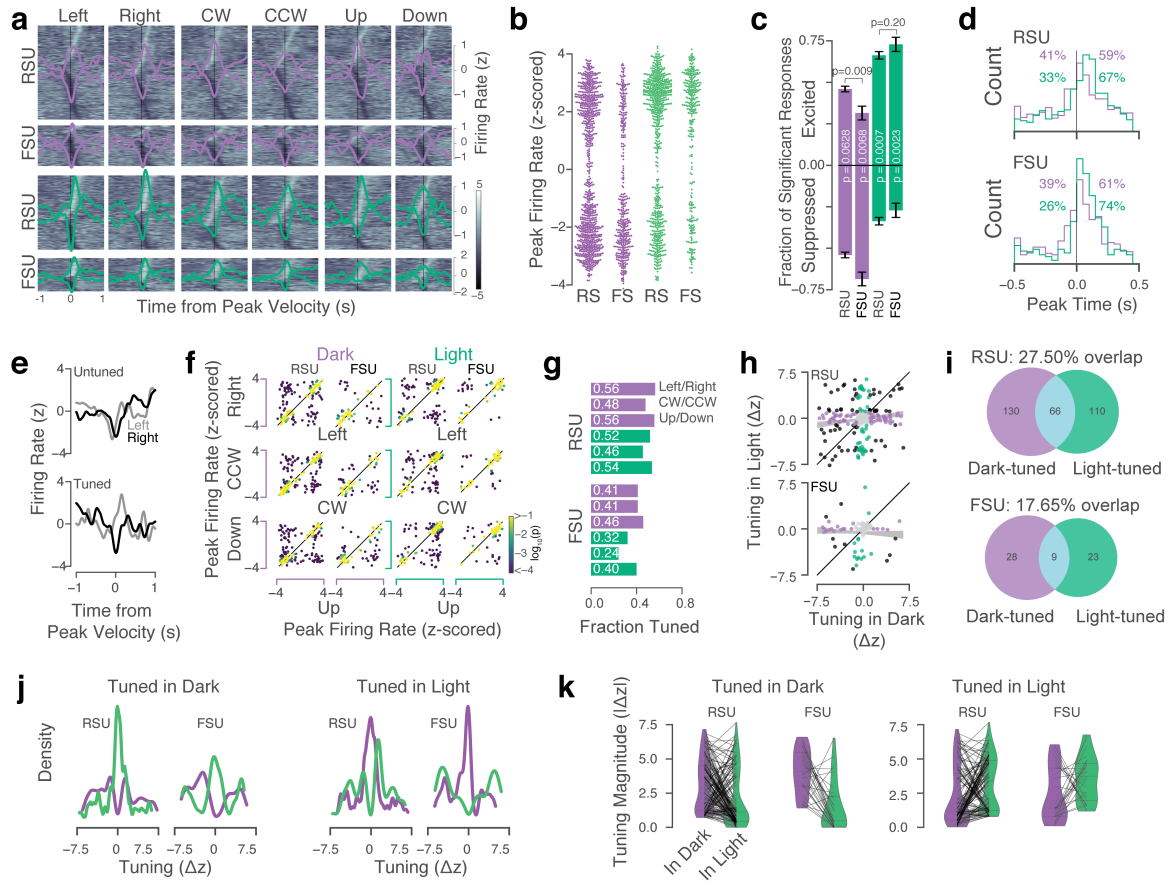 a
Left Right CW CCW Up Down
RSU
FSU
RSU
FSU
1
0
−1
1
−1
1
0
−1
2
0
−2
5
−5
Firing Rate (z)
-1 0 1
Time from Peak Velocity (s)
b
Peak Firing Rate (z-scored)
4
2
0
−2
−4
RS FS RS FS
c
Fraction of Significant Responses
Suppressed Excited
0.75
0.00
−0.75
p=0.20
p=0.009
p = 0.0628
p = 0.0068
p = 0.0007
p = 0.0023
RSU FSU RSU FSU
d
RSU
41% 59%
33% 67%
Count
FSU
39% 61%
26% 74%
Count
−0.5 0.0 0.5
Peak Time (s)
e
Firing Rate (z)
4
0
−4
Untuned
Left
Right
4
0
−4
Tuned
−1 0 1
Time from
Peak Velocity (s)
f
Dark Light
RSU FSU RSU FSU
Peak Firing Rate (z-scored)
Right
4
−4
Left Left
CCW
4
−4
CW CW
Down
4
−4
−4 4 −4 4 −4 4 −4 4
Up Up
Peak Firing Rate (z-scored)
>−1
−2
−3
<−4
log10(p)
g
RSU
0.56 Left/Right
0.48 CW/CCW
0.56 Up/Down
0.52
0.46
0.54
FSU
0.41
0.41
0.46
0.32
0.24
0.40
0.0 0.4 0.8
Fraction Tuned
h
Tuning in Light (Δz)
7.5
0.0
−7.5
RSU
7.5
0.0
−7.5
FSU
−7.5 0.0 7.5
Tuning in Dark
(Δz)
i
RSU: 27.50% overlap
130 66 110
Dark-tuned Light-tuned
FSU: 17.65% overlap
28 9 23
Dark-tuned Light-tuned
j
Tuned in Dark Tuned in Light
RSU FSU RSU FSU
Density
−7.5 0 7.5 −7.5 0 7.5 −7.5 0 7.5 −7.5 0 7.5
Tuning (Δz) Tuning (Δz)
k
Tuned in Dark Tuned in Light
RSU FSU RSU FSU
Tuning Magnitude (|Δz|)
7.5
5.0
2.5
0.0
7.5
5.0
2.5
0.0
In Dark
In Light